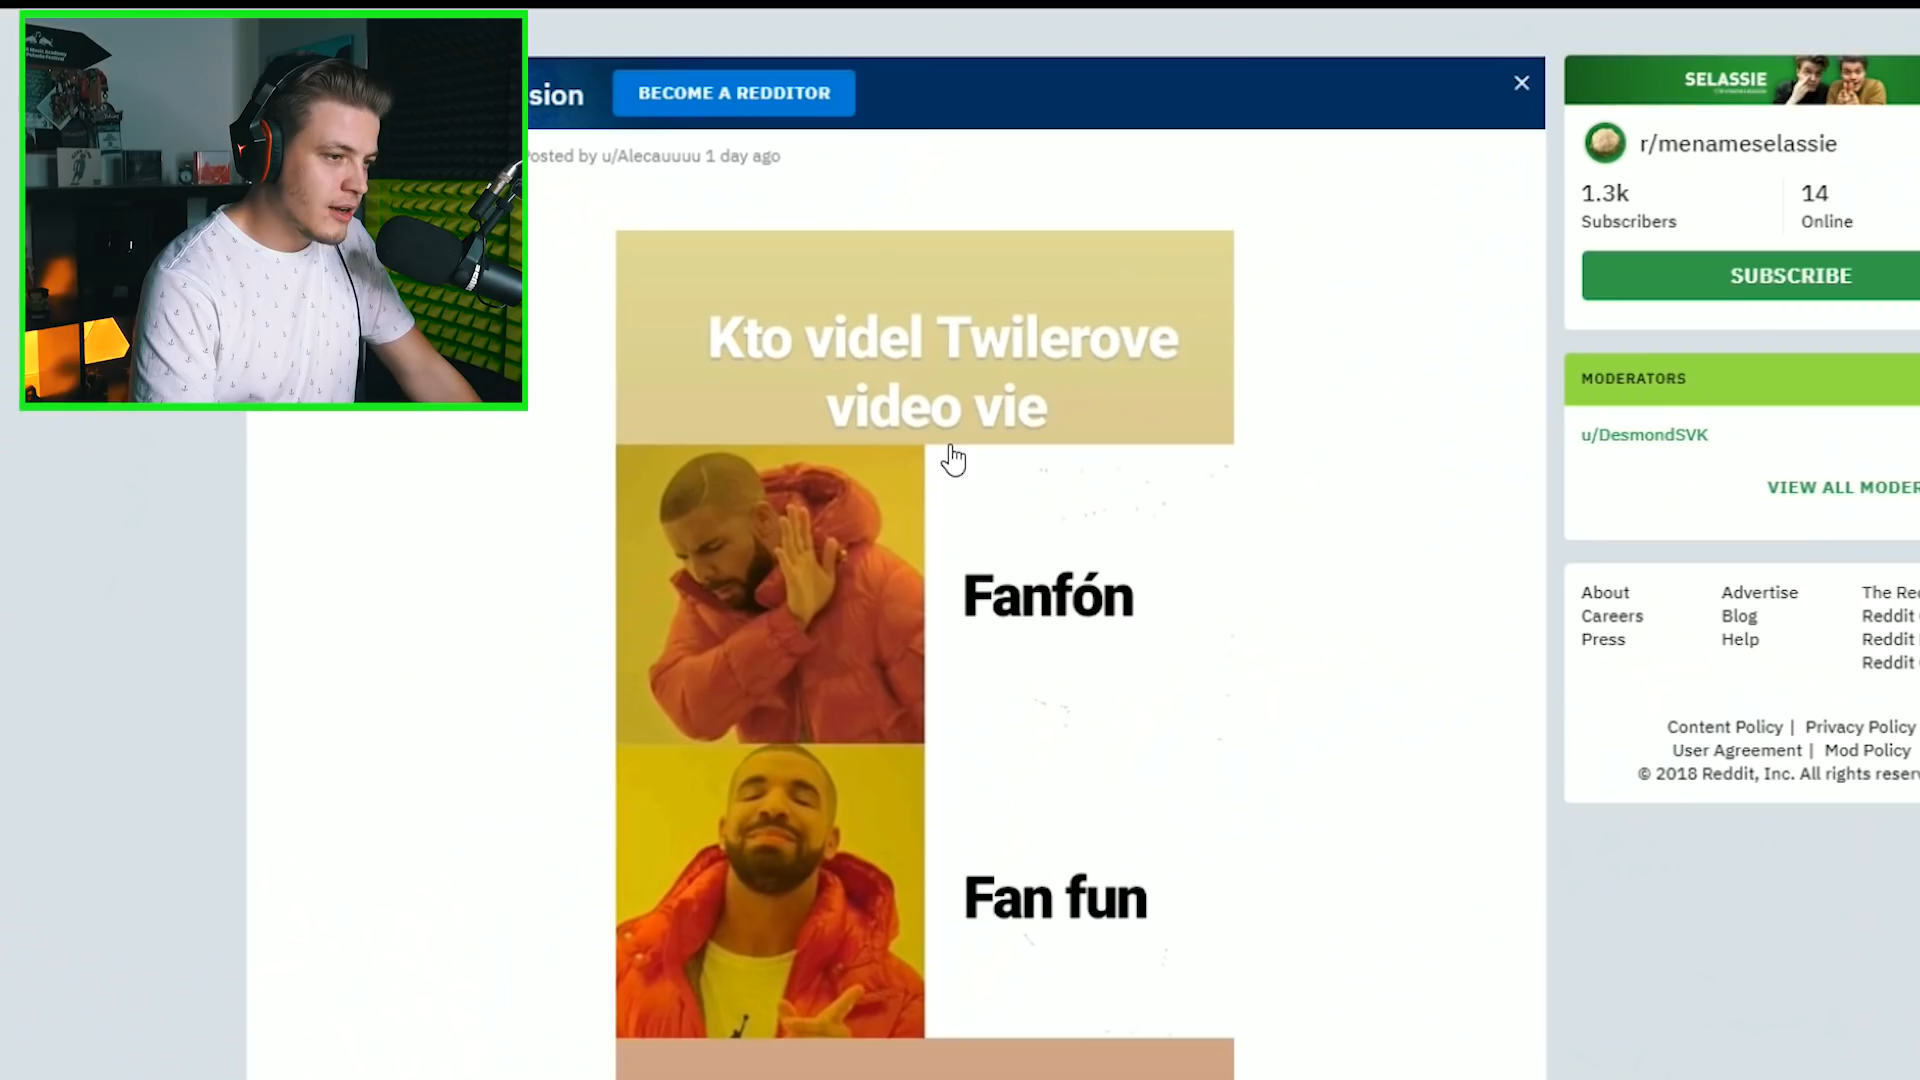 sion
BECOME A REDDITOR
osted by u/Alecauuuu 1 day ago
Kto videl Twilerove
video vie
Fanfón
Fan fun
SELASSIE
r/menameselassie
1.3k
14
Subscribers
Online
SUBSCRIBE
MODERATORS
u/DesmondSVK
VIEW ALL MODER
About
Advertise
The Re
Careers
Blog
Reddit
Press
Help
Reddit
Reddit
Content Policy | Privacy Policy
User Agreement | Mod Policy
© 2018 Reddit, Inc. All rights reser